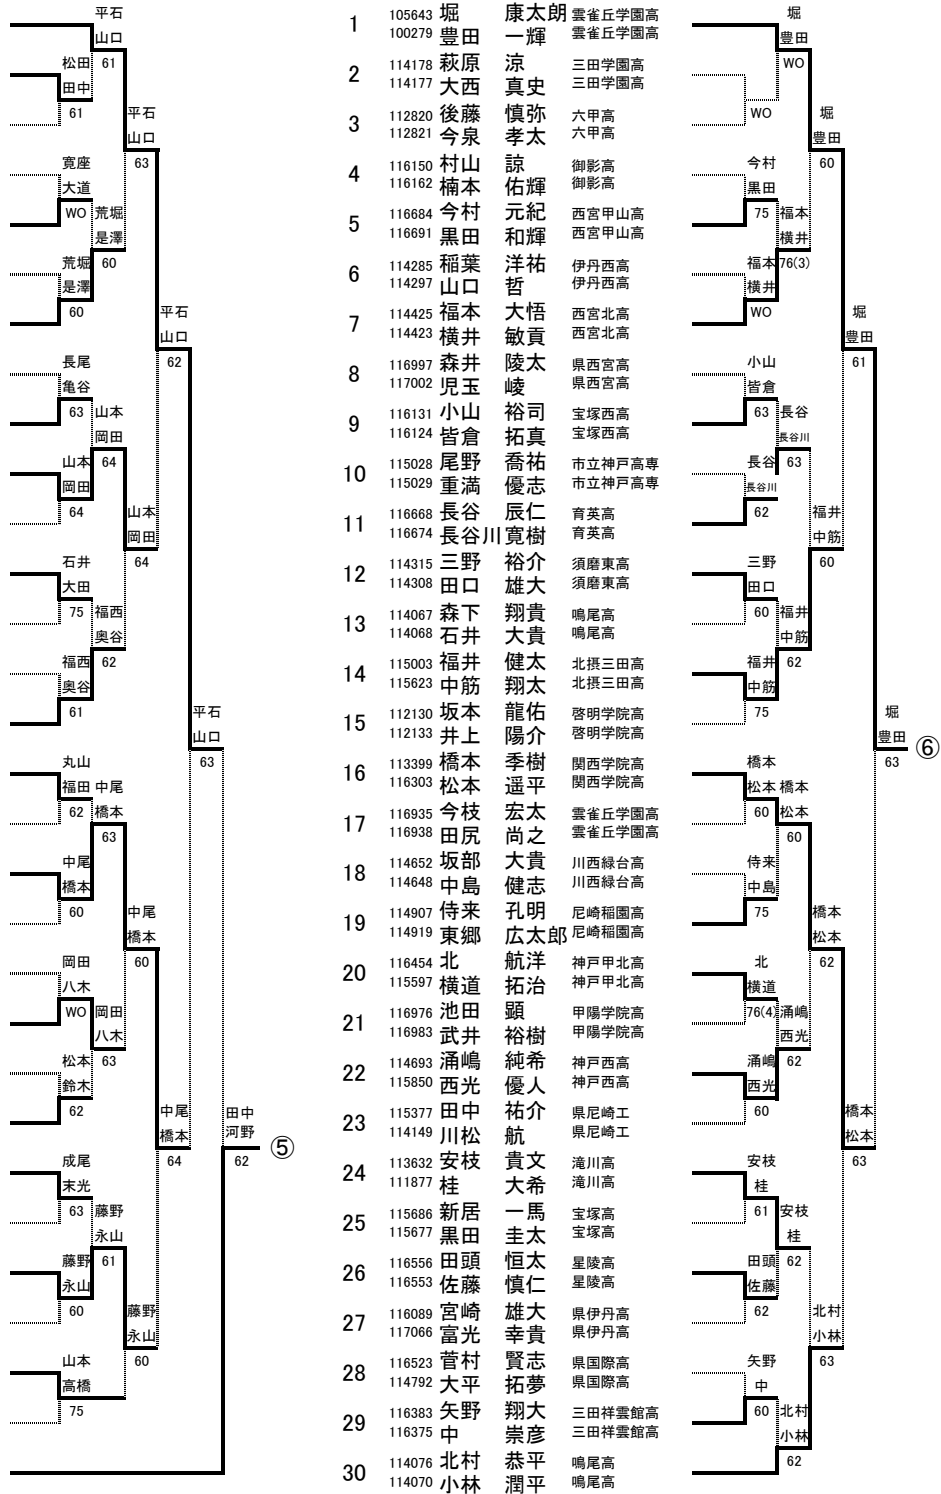 平石
山口
61
松田
田中
61
平石
山口
63
寛座
大道
WO
荒堀
是澤
60
荒堀
是澤
60
平石
山口
62
長尾
亀谷
63
山本
岡田
64
山本
岡田
64
山本
岡田
64
石井
大田
75
福西
奥谷
62
福西
奥谷
61
平石
山口
63
丸山
福田
62
中尾
橋本
63
中尾
橋本
60
中尾
橋本
60
岡田
八木
WO
岡田
八木
63
松本
鈴木
62
中尾
橋本
64
田中
河野
62
⑤
成尾
末光
63
藤野
永山
61
藤野
永山
60
藤野
永山
60
山本
高橋
75
1
105643 堀 康太朗 雲雀丘学園高
100279 豊田 一輝 雲雀丘学園高
2
114178 萩原 涼 三田学園高
114177 大西 真史 三田学園高
3
112820 後藤 慎弥 六甲高
112821 今泉 孝太 六甲高
4
116150 村山 諒 御影高
116162 楠本 佑輝 御影高
5
116684 今村 元紀 西宮甲山高
116691 黒田 和輝 西宮甲山高
6
114285 稲葉 洋祐 伊丹西高
114297 山口 哲 伊丹西高
7
114425 福本 大悟 西宮北高
114423 横井 敏貢 西宮北高
8
116997 森井 陵太 県西宮高
117002 児玉 崚 県西宮高
9
116131 小山 裕司 宝塚西高
116124 皆倉 拓真 宝塚西高
10
115028 尾野 喬祐 市立神戸高専
115029 重満 優志 市立神戸高専
11
116668 長谷 辰仁 育英高
116674 長谷川 寛樹 育英高
12
114315 三野 裕介 須磨東高
114308 田口 雄大 須磨東高
13
114067 森下 翔貴 鳴尾高
114068 石井 大貴 鳴尾高
14
115003 福井 健太 北摂三田高
115623 中筋 翔太 北摂三田高
15
112130 坂本 龍佑 啓明学院高
112133 井上 陽介 啓明学院高
16
113399 橋本 季樹 関西学院高
116303 松本 遥平 関西学院高
17
116935 今枝 宏太 雲雀丘学園高
116938 田尻 尚之 雲雀丘学園高
18
114652 坂部 大貴 川西緑台高
114648 中島 健志 川西緑台高
19
114907 侍来 孔明 尼崎稲園高
114919 東郷 広太郎 尼崎稲園高
20
116454 北 航洋 神戸甲北高
115597 横道 拓治 神戸甲北高
21
116976 池田 顕 甲陽学院高
116983 武井 裕樹 甲陽学院高
22
114693 涌嶋 純希 神戸西高
115850 西光 優人 神戸西高
23
115377 田中 祐介 県尼崎工
114149 川松 航 県尼崎工
24
113632 安枝 貴文 滝川高
111877 桂 大希 滝川高
25
115686 新居 一馬 宝塚高
115677 黒田 圭太 宝塚高
26
116556 田頭 恒太 星陵高
116553 佐藤 慎仁 星陵高
27
116089 宮崎 雄大 県伊丹高
117066 富光 幸貴 県伊丹高
28
116523 菅村 賢志 県国際高
114792 大平 拓夢 県国際高
29
116383 矢野 翔大 三田祥雲館高
116375 中 崇彦 三田祥雲館高
30
114076 北村 恭平 鳴尾高
114070 小林 潤平 鳴尾高
堀
豊田
WO
WO
堀
豊田
60
今村
黒田
75
福本
横井
76(3)
福本
横井
WO
堀
豊田
61
小山
皆倉
63
長谷
長谷川
63
長谷
長谷川
62
福井
中筋
60
三野
田口
60
福井
中筋
62
福井
中筋
75
堀
豊田
63
⑥
橋本
松本
60
橋本
松本
60
侍来
中島
75
橋本
松本
62
北
横道
76(4)
涌嶋
西光
62
涌嶋
西光
60
橋本
松本
63
安枝
桂
61
安枝
桂
62
田頭
佐藤
62
北村
小林
63
矢野
中
60
北村
小林
62